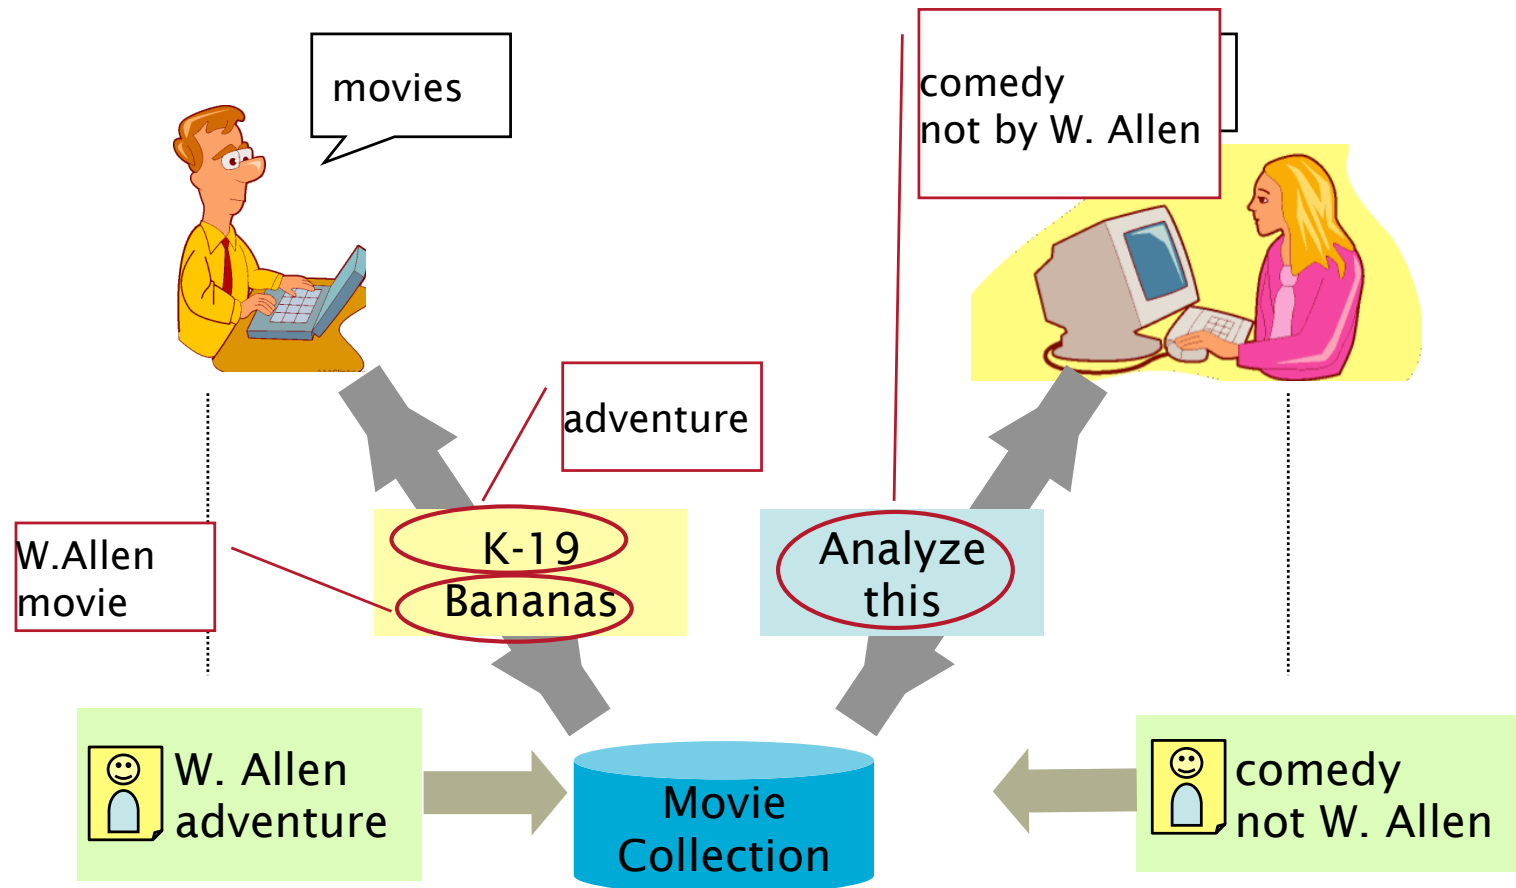 movies
comedy
not by W. Allen
adventure
W.Allen
movie
K-19
Bananas
Analyze
this
W. Allen
adventure
Movie
Collection
comedy
not W. Allen